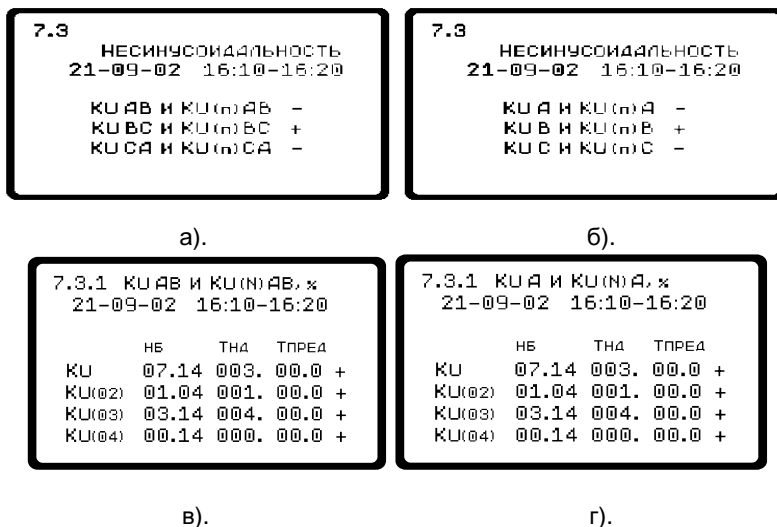 7.3
НЕСИНУСОИДАЛЬНОСТЬ
21-09-02 16:10-16:20
KU AB И KU(n) AB -
KU BC И KU(n) BC +
KU CA И KU(n) CA -
а).
7.3
НЕСИНУСОИДАЛЬНОСТЬ
21-09-02 16:10-16:20
KU A И KU(n) A -
KU B И KU(n) B +
KU C И KU(n) C -
б).
7.3.1 KU AB И KU(N) AB, %
21-09-02 16:10-16:20
НБ ТНД ТПРЕД
KU 07.14 003. 00.0 +
KU(02) 01.04 001. 00.0 +
KU(03) 03.14 004. 00.0 +
KU(04) 00.14 000. 00.0 +
в).
7.3.1 KU A И KU(N) A, %
21-09-02 16:10-16:20
НБ ТНД ТПРЕД
KU 07.14 003. 00.0 +
KU(02) 01.04 001. 00.0 +
KU(03) 03.14 004. 00.0 +
KU(04) 00.14 000. 00.0 +
г).